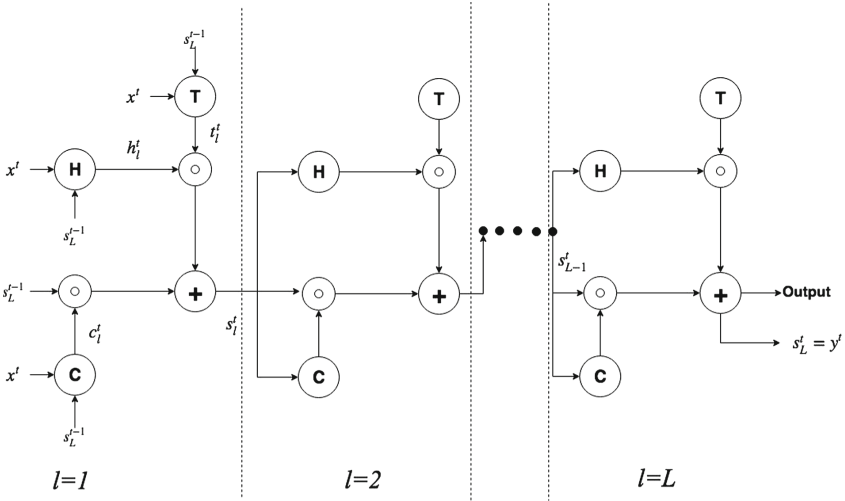 s_L^{t-1}
x^t
T
T
T
t_l^t
h_l^t
x^t
H
H
H
s_L^{t-1}
s_{L-1}^t
s_L^{t-1}
+
+
+
Output
s_l^t
c_l^t
s_L^t = y^t
x^t
C
C
C
s_L^{t-1}
l=1
l=2
l=L